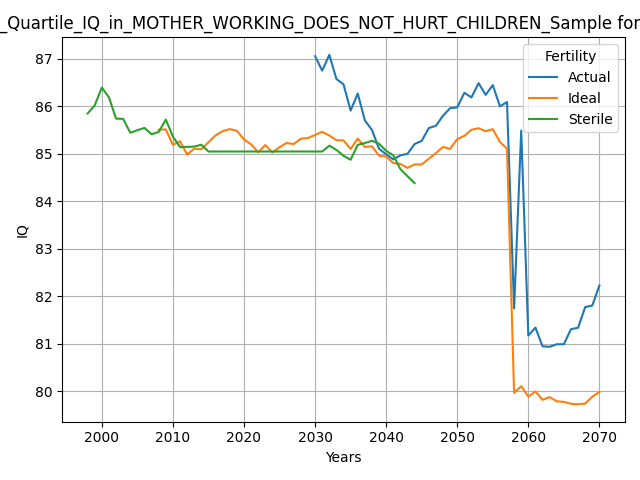 _Quartile_IQ_in_MOTHER_WORKING_DOES_NOT_HURT_CHILDREN_Sample for
Fertility
Actual
Ideal
Sterile
IQ
87
86
85
84
83
82
81
80
2000 2010 2020 2030 2040 2050 2060 2070
Years